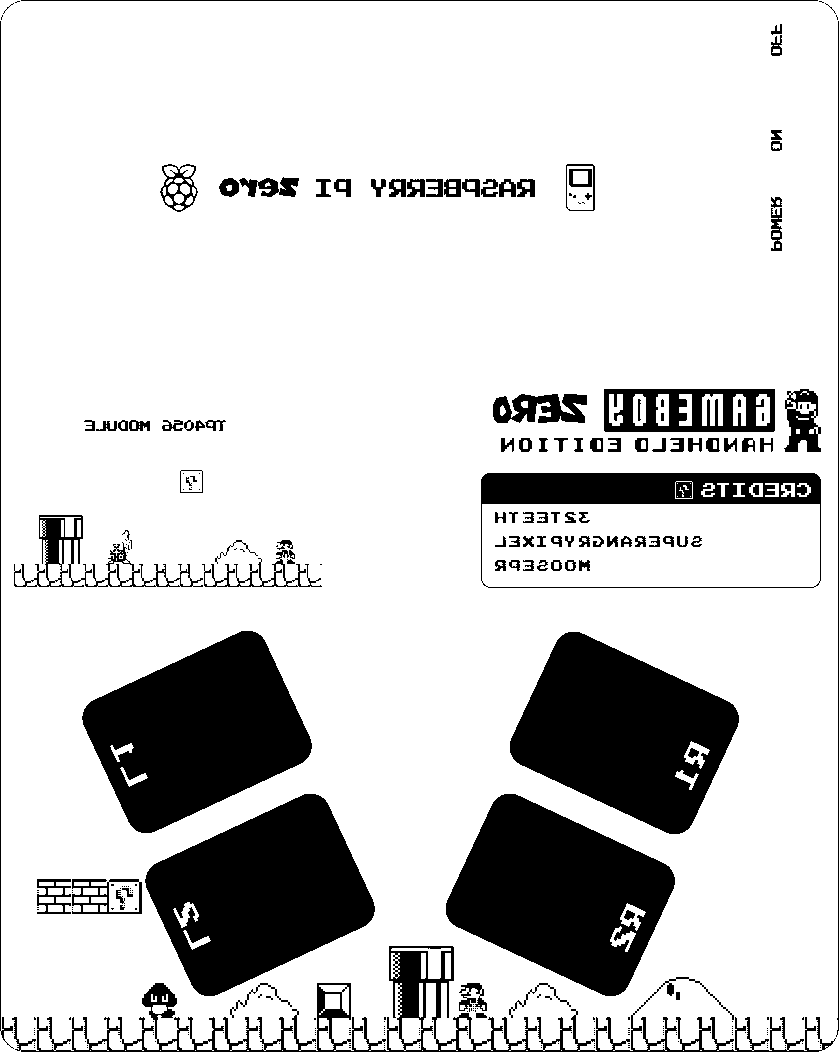 OFF
ON
POWER
RASPBERRY PI Zero
GAMEBOY ZERO
HANDHELD EDITION
TP4056 MODULE
?
CREDITS ?
32TEETH
SUPERANGRYPIXEL
MOOSEPR
L1
R1
L2
R2
?